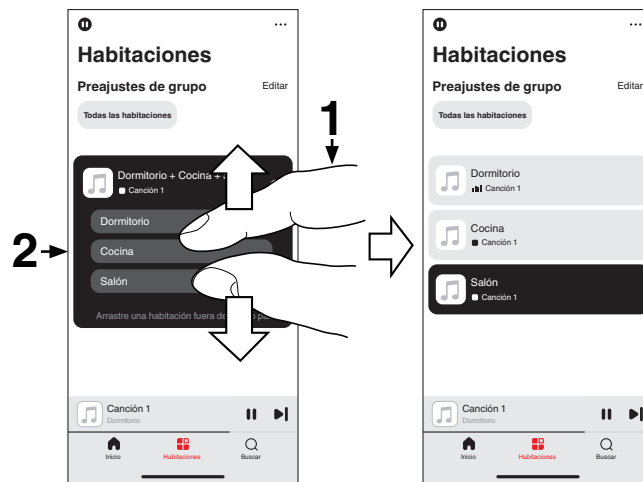 Habitaciones
Preajustes de grupo Editar
Todas las habitaciones
1
Dormitorio + Cocina +
Canción 1
Dormitorio
2
Cocina
Salón
Arrastre una habitación fuera de
Canción 1
Dormitorio
Inicio Habitaciones Buscar
Habitaciones
Preajustes de grupo Editar
Todas las habitaciones
Dormitorio
Canción 1
Cocina
Canción 1
Salón
Canción 1
Canción 1
Dormitorio
Inicio Habitaciones Buscar